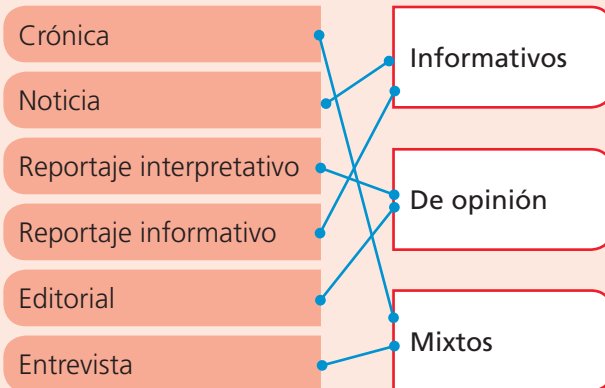 Crónica
Noticia
Reportaje interpretativo
Reportaje informativo
Editorial
Entrevista
Informativos
De opinión
Mixtos